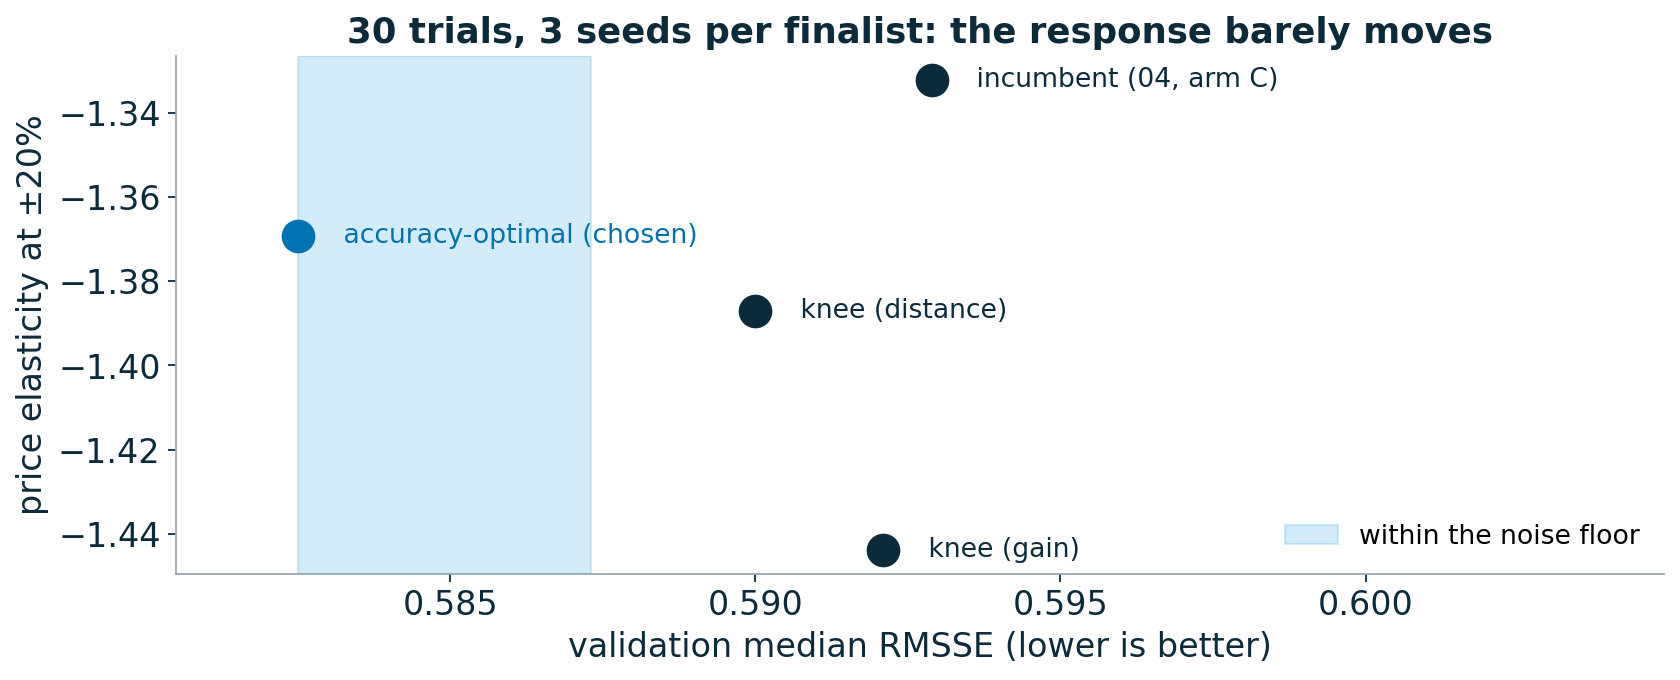 30 trials, 3 seeds per finalist: the response barely moves
price elasticity at ±20%
−1.34
−1.36
−1.38
−1.40
−1.42
−1.44
incumbent (04, arm C)
accuracy-optimal (chosen)
knee (distance)
knee (gain)
within the noise floor
0.585
0.590
0.595
0.600
validation median RMSSE (lower is better)